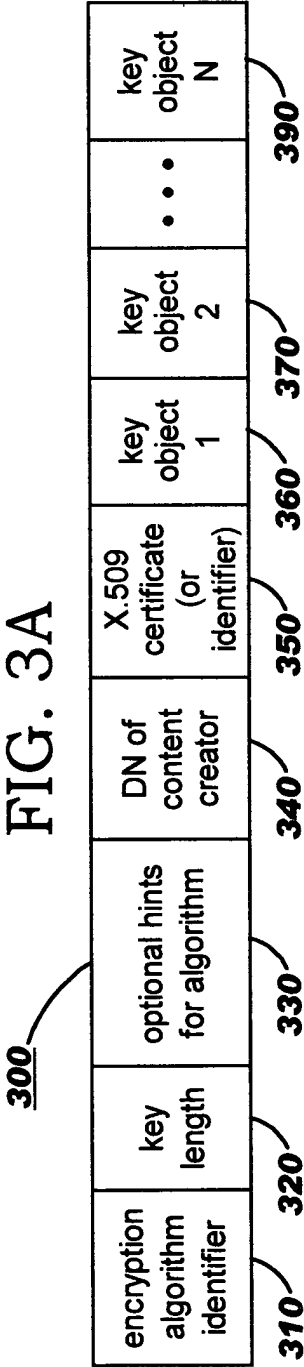 FIG. 3A
300
encryption
algorithm
identifier
key
length
optional hints
for algorithm
DN of
content
creator
X.509
certificate
(or
identifier)
key
object
1
key
object
2
• • •
key
object
N
310
320
330
340
350
360
370
390